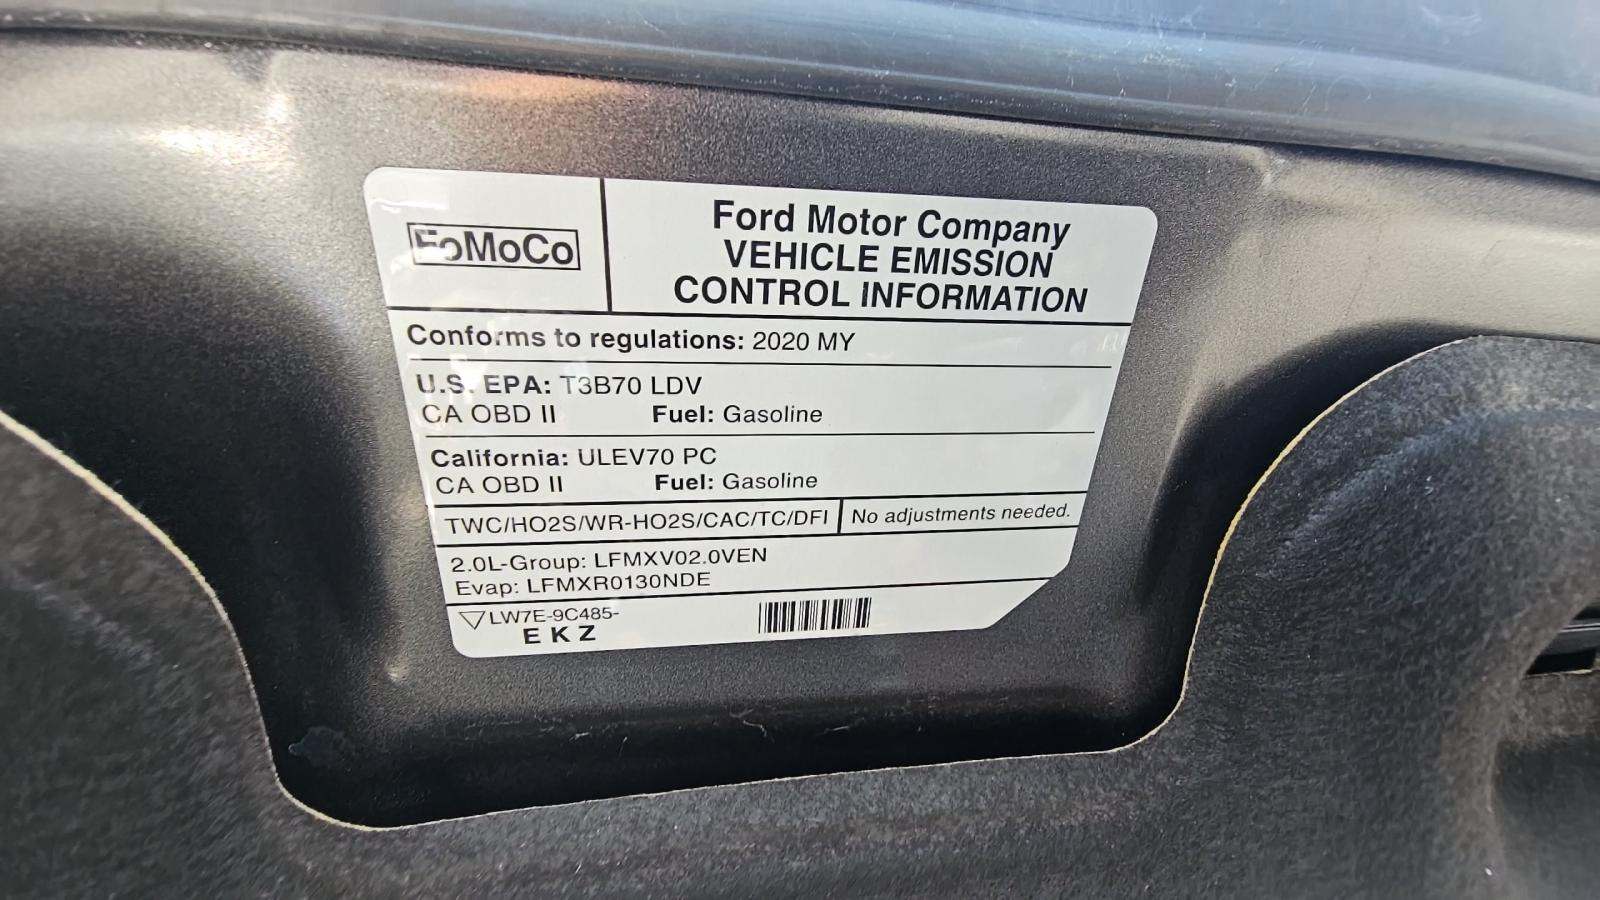 FoMoCo
Ford Motor Company
VEHICLE EMISSION
CONTROL INFORMATION
Conforms to regulations: 2020 MY
U.S. EPA: T3B70 LDV
CA OBD II Fuel: Gasoline
California: ULEV70 PC
CA OBD II Fuel: Gasoline
TWC/HO2S/WR-HO2S/CAC/TC/DFI No adjustments needed.
2.0L-Group: LFMXV02.0VEN
Evap: LFMXR0130NDE
LW7E-9C485-
E K Z